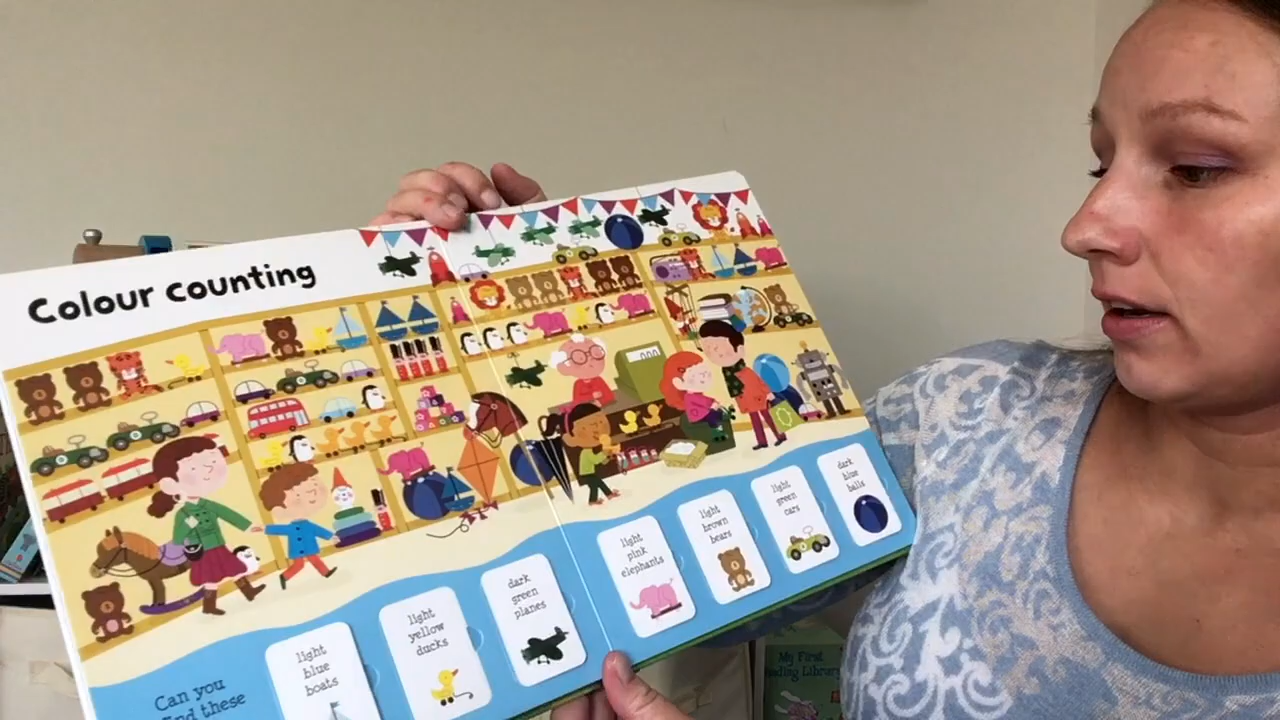 Colour counting
000
Can you
find these
light
blue
boats
light
yellow
ducks
dark
green
planes
light
pink
elephants
light
brown
bears
light
green
cars
dark
blue
balls
My First
Reading Library